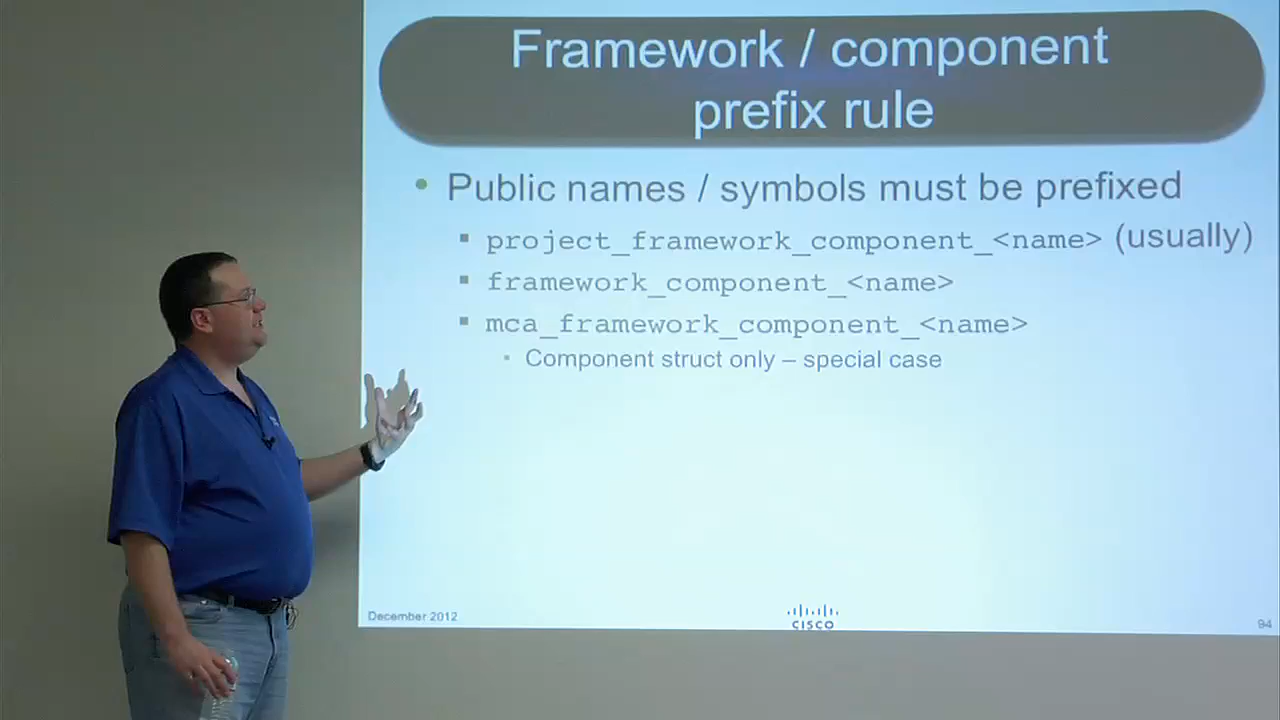 Framework / component
prefix rule
• Public names / symbols must be prefixed
▪ project_framework_component_<name> (usually)
▪ framework_component_<name>
▪ mca_framework_component_<name>
▪ Component struct only – special case
December 2012
CISCO
94